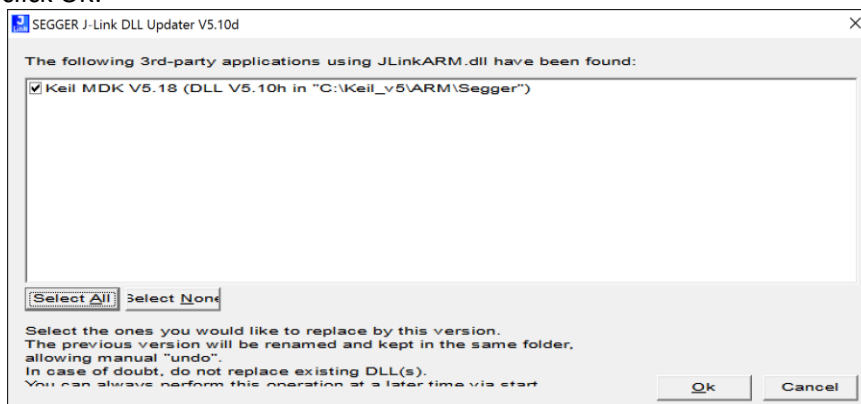 click OK.
SEGGER J-Link DLL Updater V5.10d
The following 3rd-party applications using JLinkARM.dll have been found:
Keil MDK V5.18 (DLL V5.10h in "C:\Keil_v5\ARM\Segger")
Select All Select None
Select the ones you would like to replace by this version.
The previous version will be renamed and kept in the same folder,
allowing manual "undo".
In case of doubt, do not replace existing DLL(s).
You can always perform this operation at a later time via start
Ok Cancel